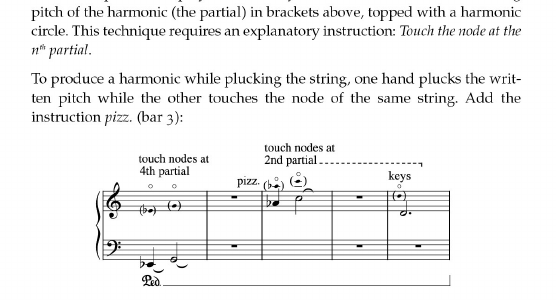 pitch of the harmonic (the partial) in brackets above, topped with a harmonic
circle. This technique requires an explanatory instruction: Touch the node at the
nth partial.
To produce a harmonic while plucking the string, one hand plucks the writ-
ten pitch while the other touches the node of the same string. Add the
instruction pizz. (bar 3):
touch nodes at
4th partial
pizz.
touch nodes at
2nd partial
keys
Ped.